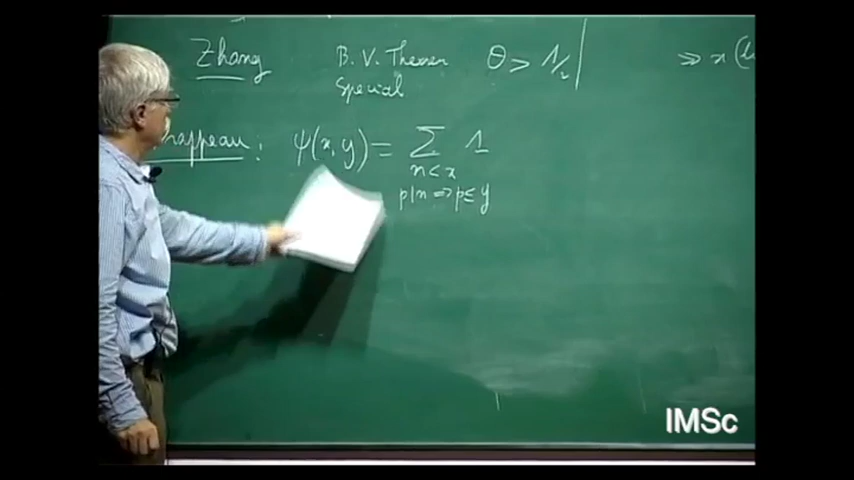 Zhang B. V. Theorem θ > 1/2 ⇒ x
Special
happeau : ψ(x, y) = ∑ 1
n < x
p|n ⇒ p ≤ y
IMSc